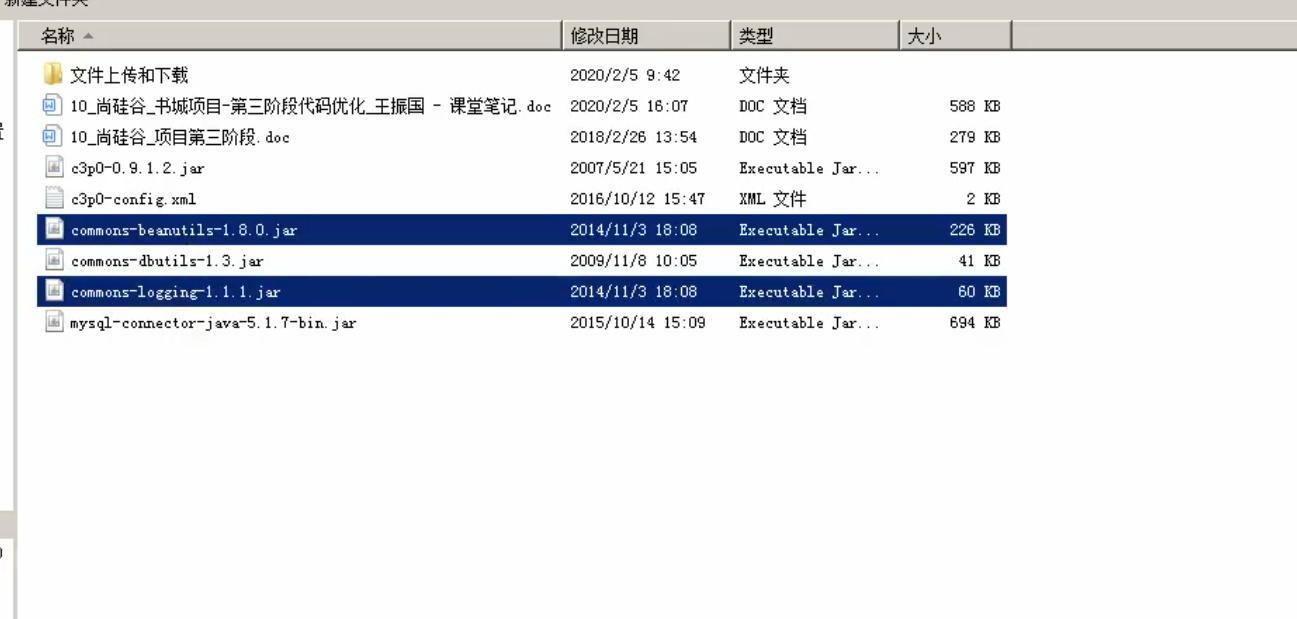 新建文件夹
名称 修改日期 类型 大小
文件上传和下载 2020/2/5 9:42 文件夹
10_尚硅谷_书城项目-第三阶段代码优化_王振国 - 课堂笔记.doc 2020/2/5 16:07 DOC 文档 588 KB
10_尚硅谷_项目第三阶段.doc 2018/2/26 13:54 DOC 文档 279 KB
c3p0-0.9.1.2.jar 2007/5/21 15:05 Executable Jar... 597 KB
c3p0-config.xml 2016/10/12 15:47 XML 文件 2 KB
commons-beanutils-1.8.0.jar 2014/11/3 18:08 Executable Jar... 226 KB
commons-dbutils-1.3.jar 2009/11/8 10:05 Executable Jar... 41 KB
commons-logging-1.1.1.jar 2014/11/3 18:08 Executable Jar... 60 KB
mysql-connector-java-5.1.7-bin.jar 2015/10/14 15:09 Executable Jar... 694 KB